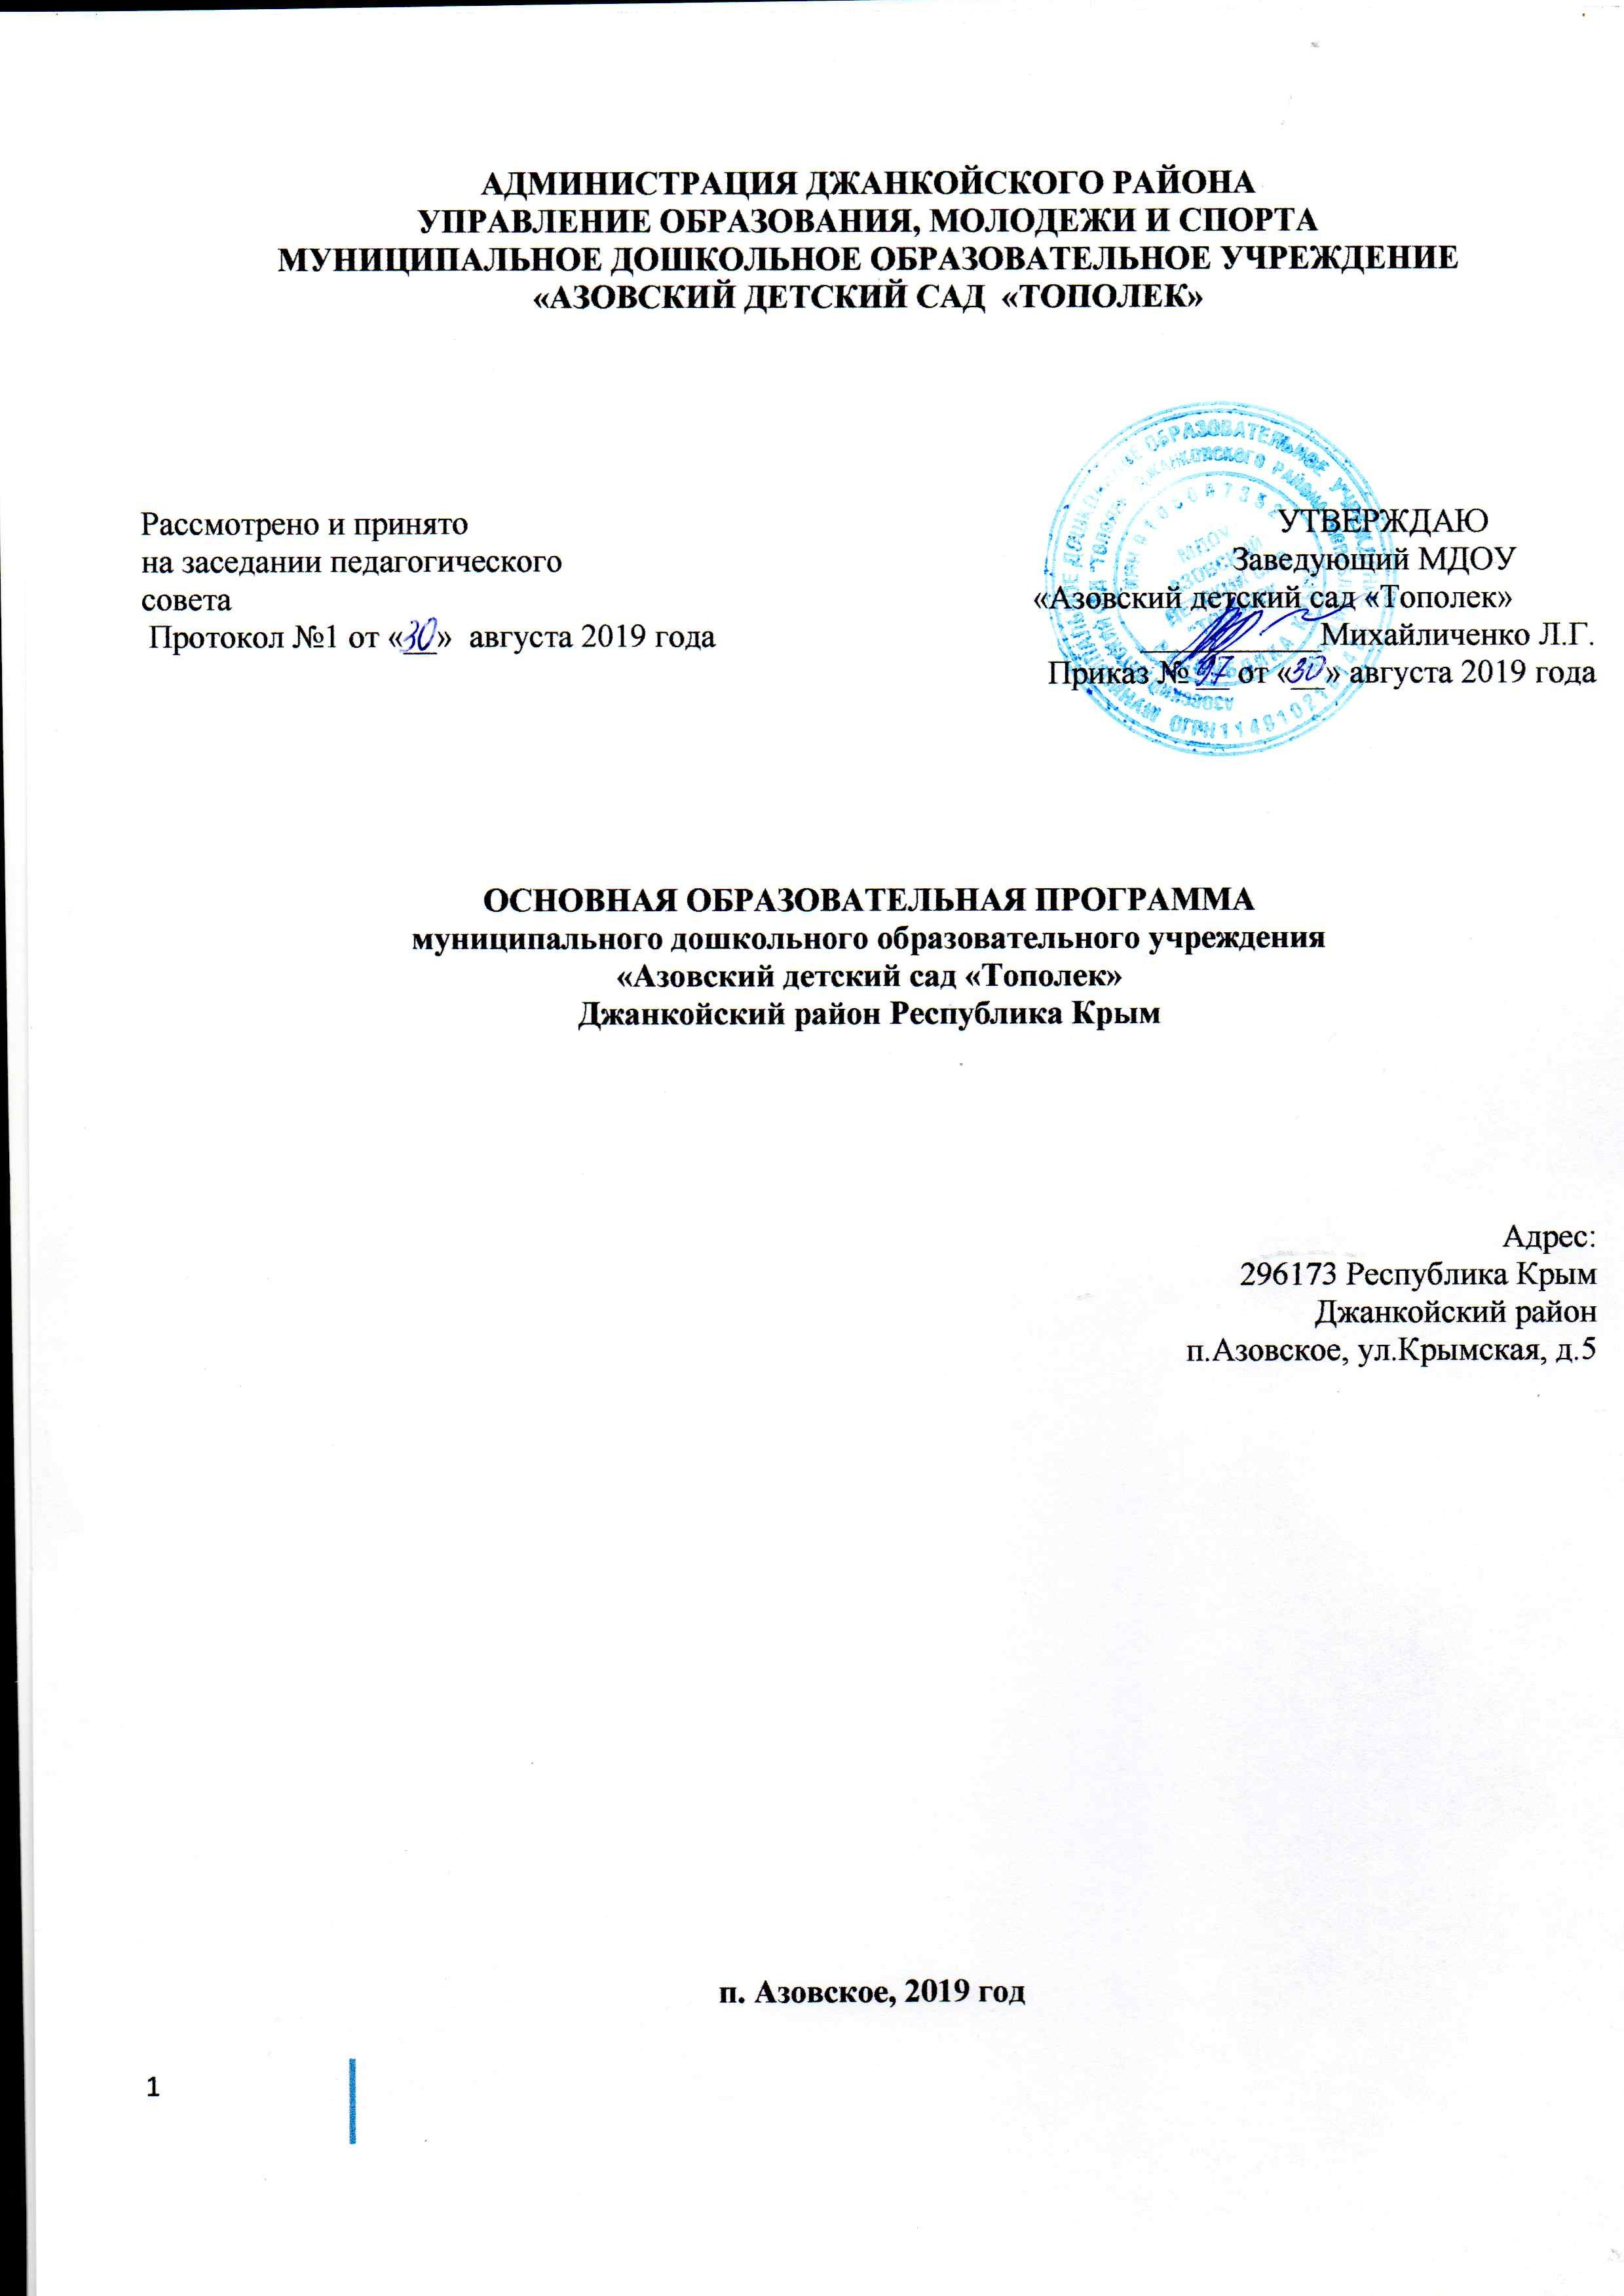 АДМИНИСТРАЦИЯ ДЖАНКОЙСКОГО РАЙОНА
УПРАВЛЕНИЕ ОБРАЗОВАНИЯ, МОЛОДЕЖИ И СПОРТА
МУНИЦИПАЛЬНОЕ ДОШКОЛЬНОЕ ОБРАЗОВАТЕЛЬНОЕ УЧРЕЖДЕНИЕ
«АЗОВСКИЙ ДЕТСКИЙ САД «ТОПОЛЕК»
Рассмотрено и принято
на заседании педагогического
совета
Протокол №1 от «30» августа 2019 года
УТВЕРЖДАЮ
Заведующий МДОУ
«Азовский детский сад «Тополек»
Михайличенко Л.Г.
Приказ № 97 от «30» августа 2019 года
ОСНОВНАЯ ОБРАЗОВАТЕЛЬНАЯ ПРОГРАММА
муниципального дошкольного образовательного учреждения
«Азовский детский сад «Тополек»
Джанкойский район Республика Крым
Адрес:
296173 Республика Крым
Джанкойский район
п.Азовское, ул.Крымская, д.5
п. Азовское, 2019 год
1